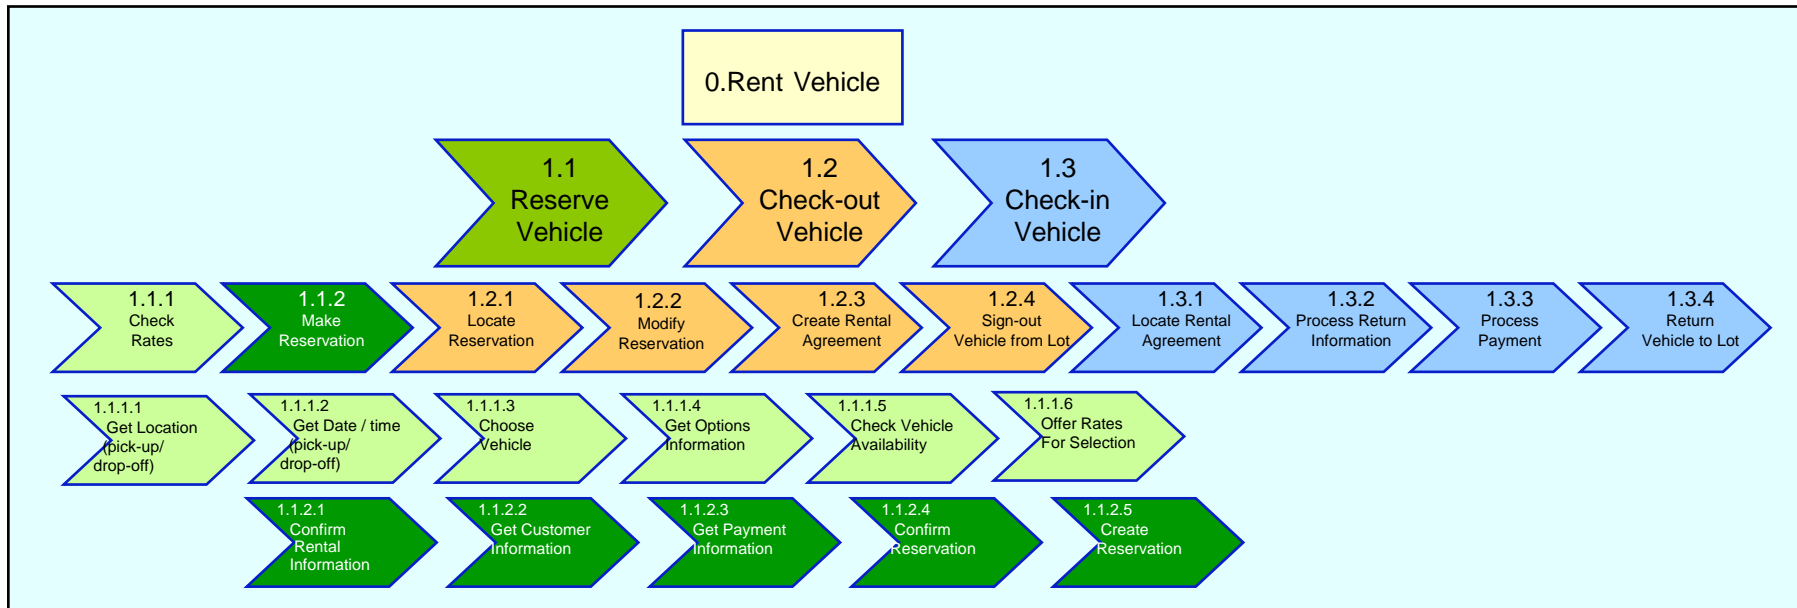 0.Rent Vehicle
1.1
Reserve
Vehicle
1.2
Check-out
Vehicle
1.3
Check-in
Vehicle
1.1.1
Check
Rates
1.1.2
Make
Reservation
1.2.1
Locate
Reservation
1.2.2
Modify
Reservation
1.2.3
Create Rental
Agreement
1.2.4
Sign-out
Vehicle from Lot
1.3.1
Locate Rental
Agreement
1.3.2
Process Return
Information
1.3.3
Process
Payment
1.3.4
Return
Vehicle to Lot
1.1.1.1
Get Location
(pick-up/
drop-off)
1.1.1.2
Get Date / time
(pick-up/
drop-off)
1.1.1.3
Choose
Vehicle
1.1.1.4
Get Options
Information
1.1.1.5
Check Vehicle
Availability
1.1.1.6
Offer Rates
For Selection
1.1.2.1
Confirm
Rental
Information
1.1.2.2
Get Customer
Information
1.1.2.3
Get Payment
Information
1.1.2.4
Confirm
Reservation
1.1.2.5
Create
Reservation